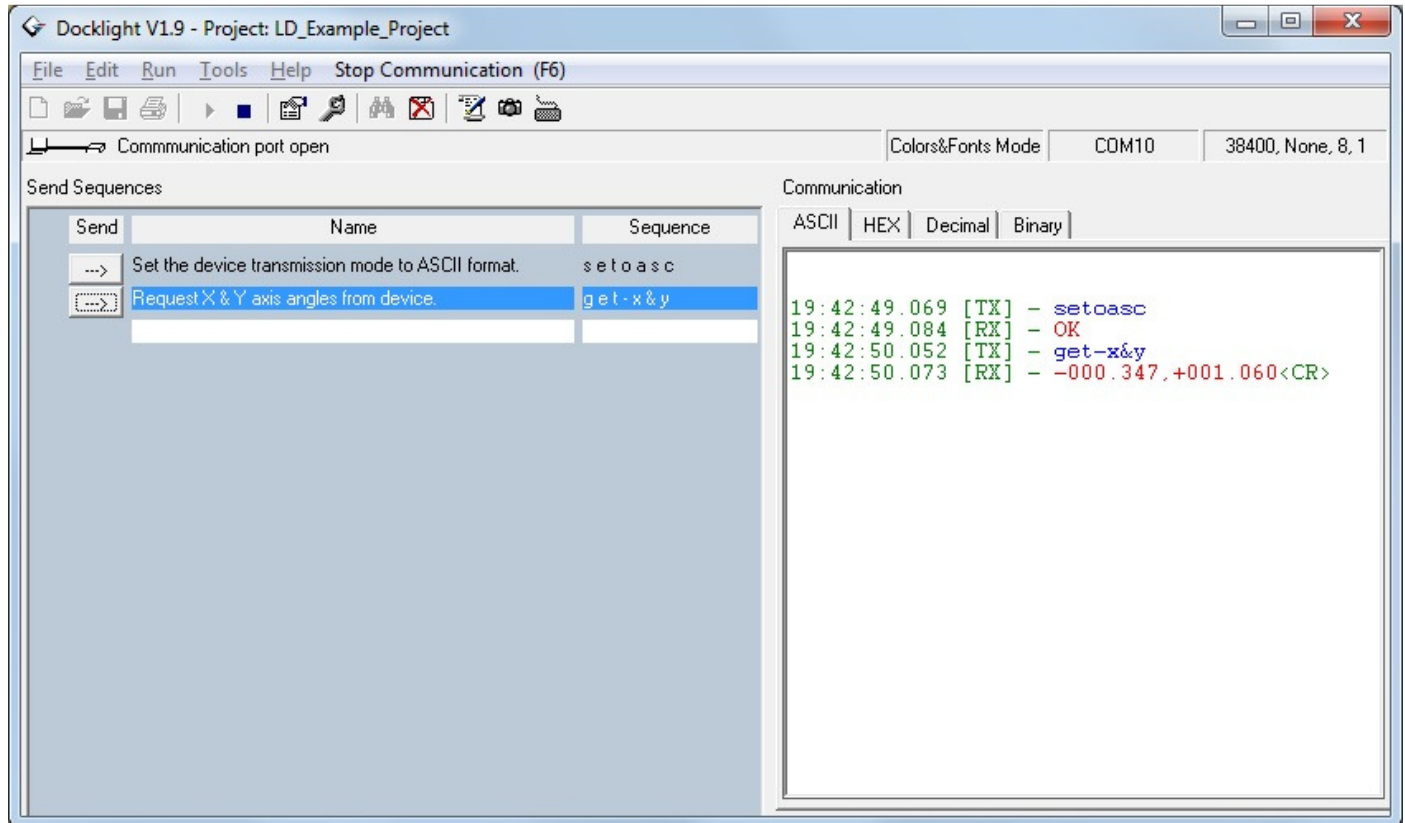 Docklight V1.9 - Project: LD_Example_Project
File Edit Run Tools Help Stop Communication (F6)
Commmunication port open
Colors&Fonts Mode COM10 38400, None, 8, 1
Send Sequences
Send Name Sequence
---> Set the device transmission mode to ASCII format. s e t o a s c
---> Request X & Y axis angles from device. g e t - x & y
Communication
ASCII HEX Decimal Binary
19:42:49.069 [TX] - setoasc
19:42:49.084 [RX] - OK
19:42:50.052 [TX] - get-x&y
19:42:50.073 [RX] - -000.347,+001.060<CR>